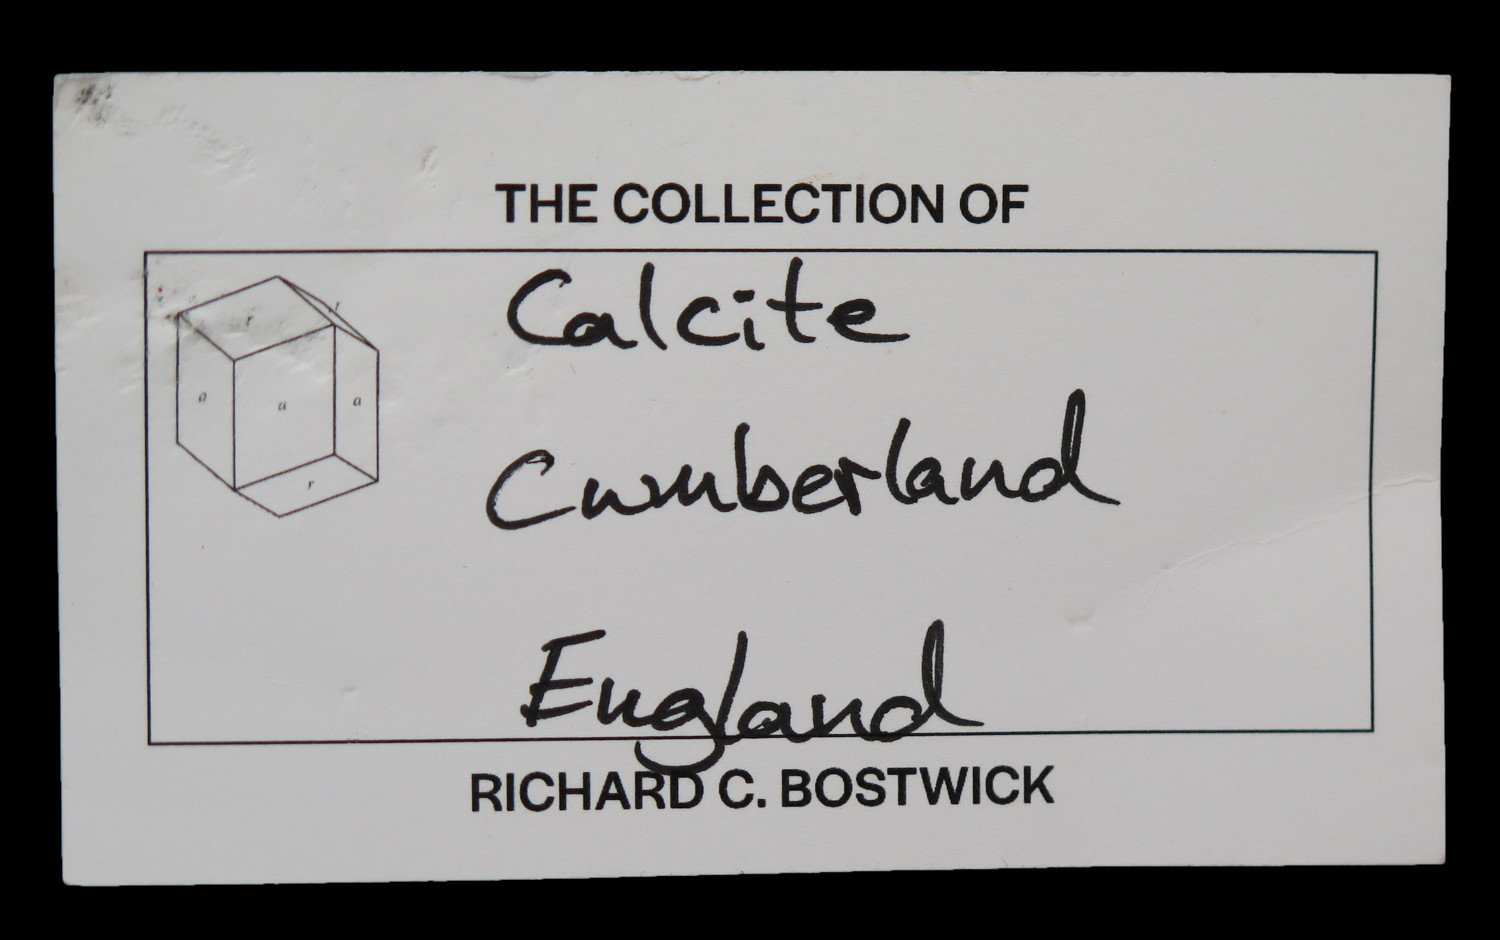 THE COLLECTION OF
Calcite
r
r
a
a
a
Cumberland
r
England
RICHARD C. BOSTWICK